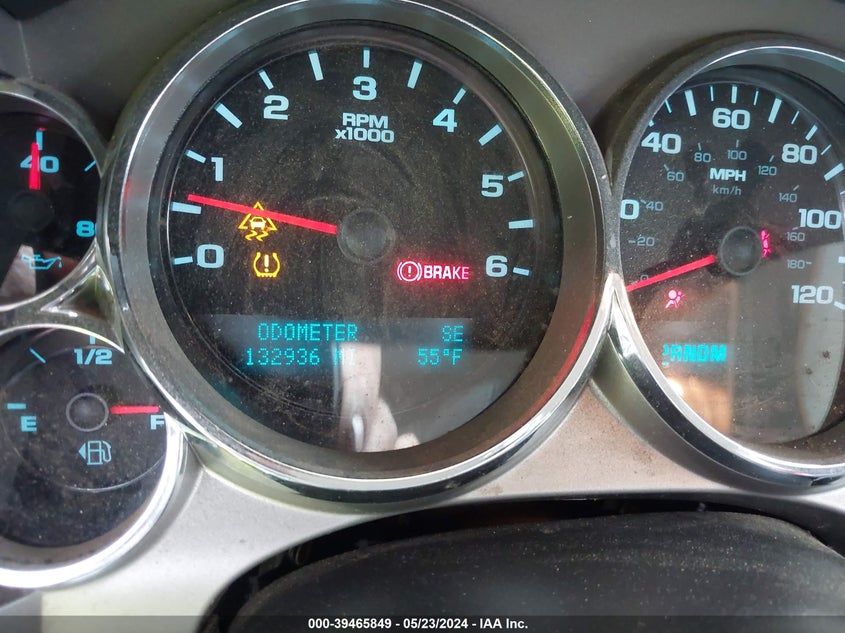 40
80
1/2
E
F
0
1
2
3
4
5
6
RPM
x1000
BRAKE
ODOMETER SE
132936 MI 55°F
0 40 60 80 100 120
20 40 60 80 100 120 140 160 180
MPH
km/h
PRNDM
000-39465849 - 05/23/2024 - IAA Inc.